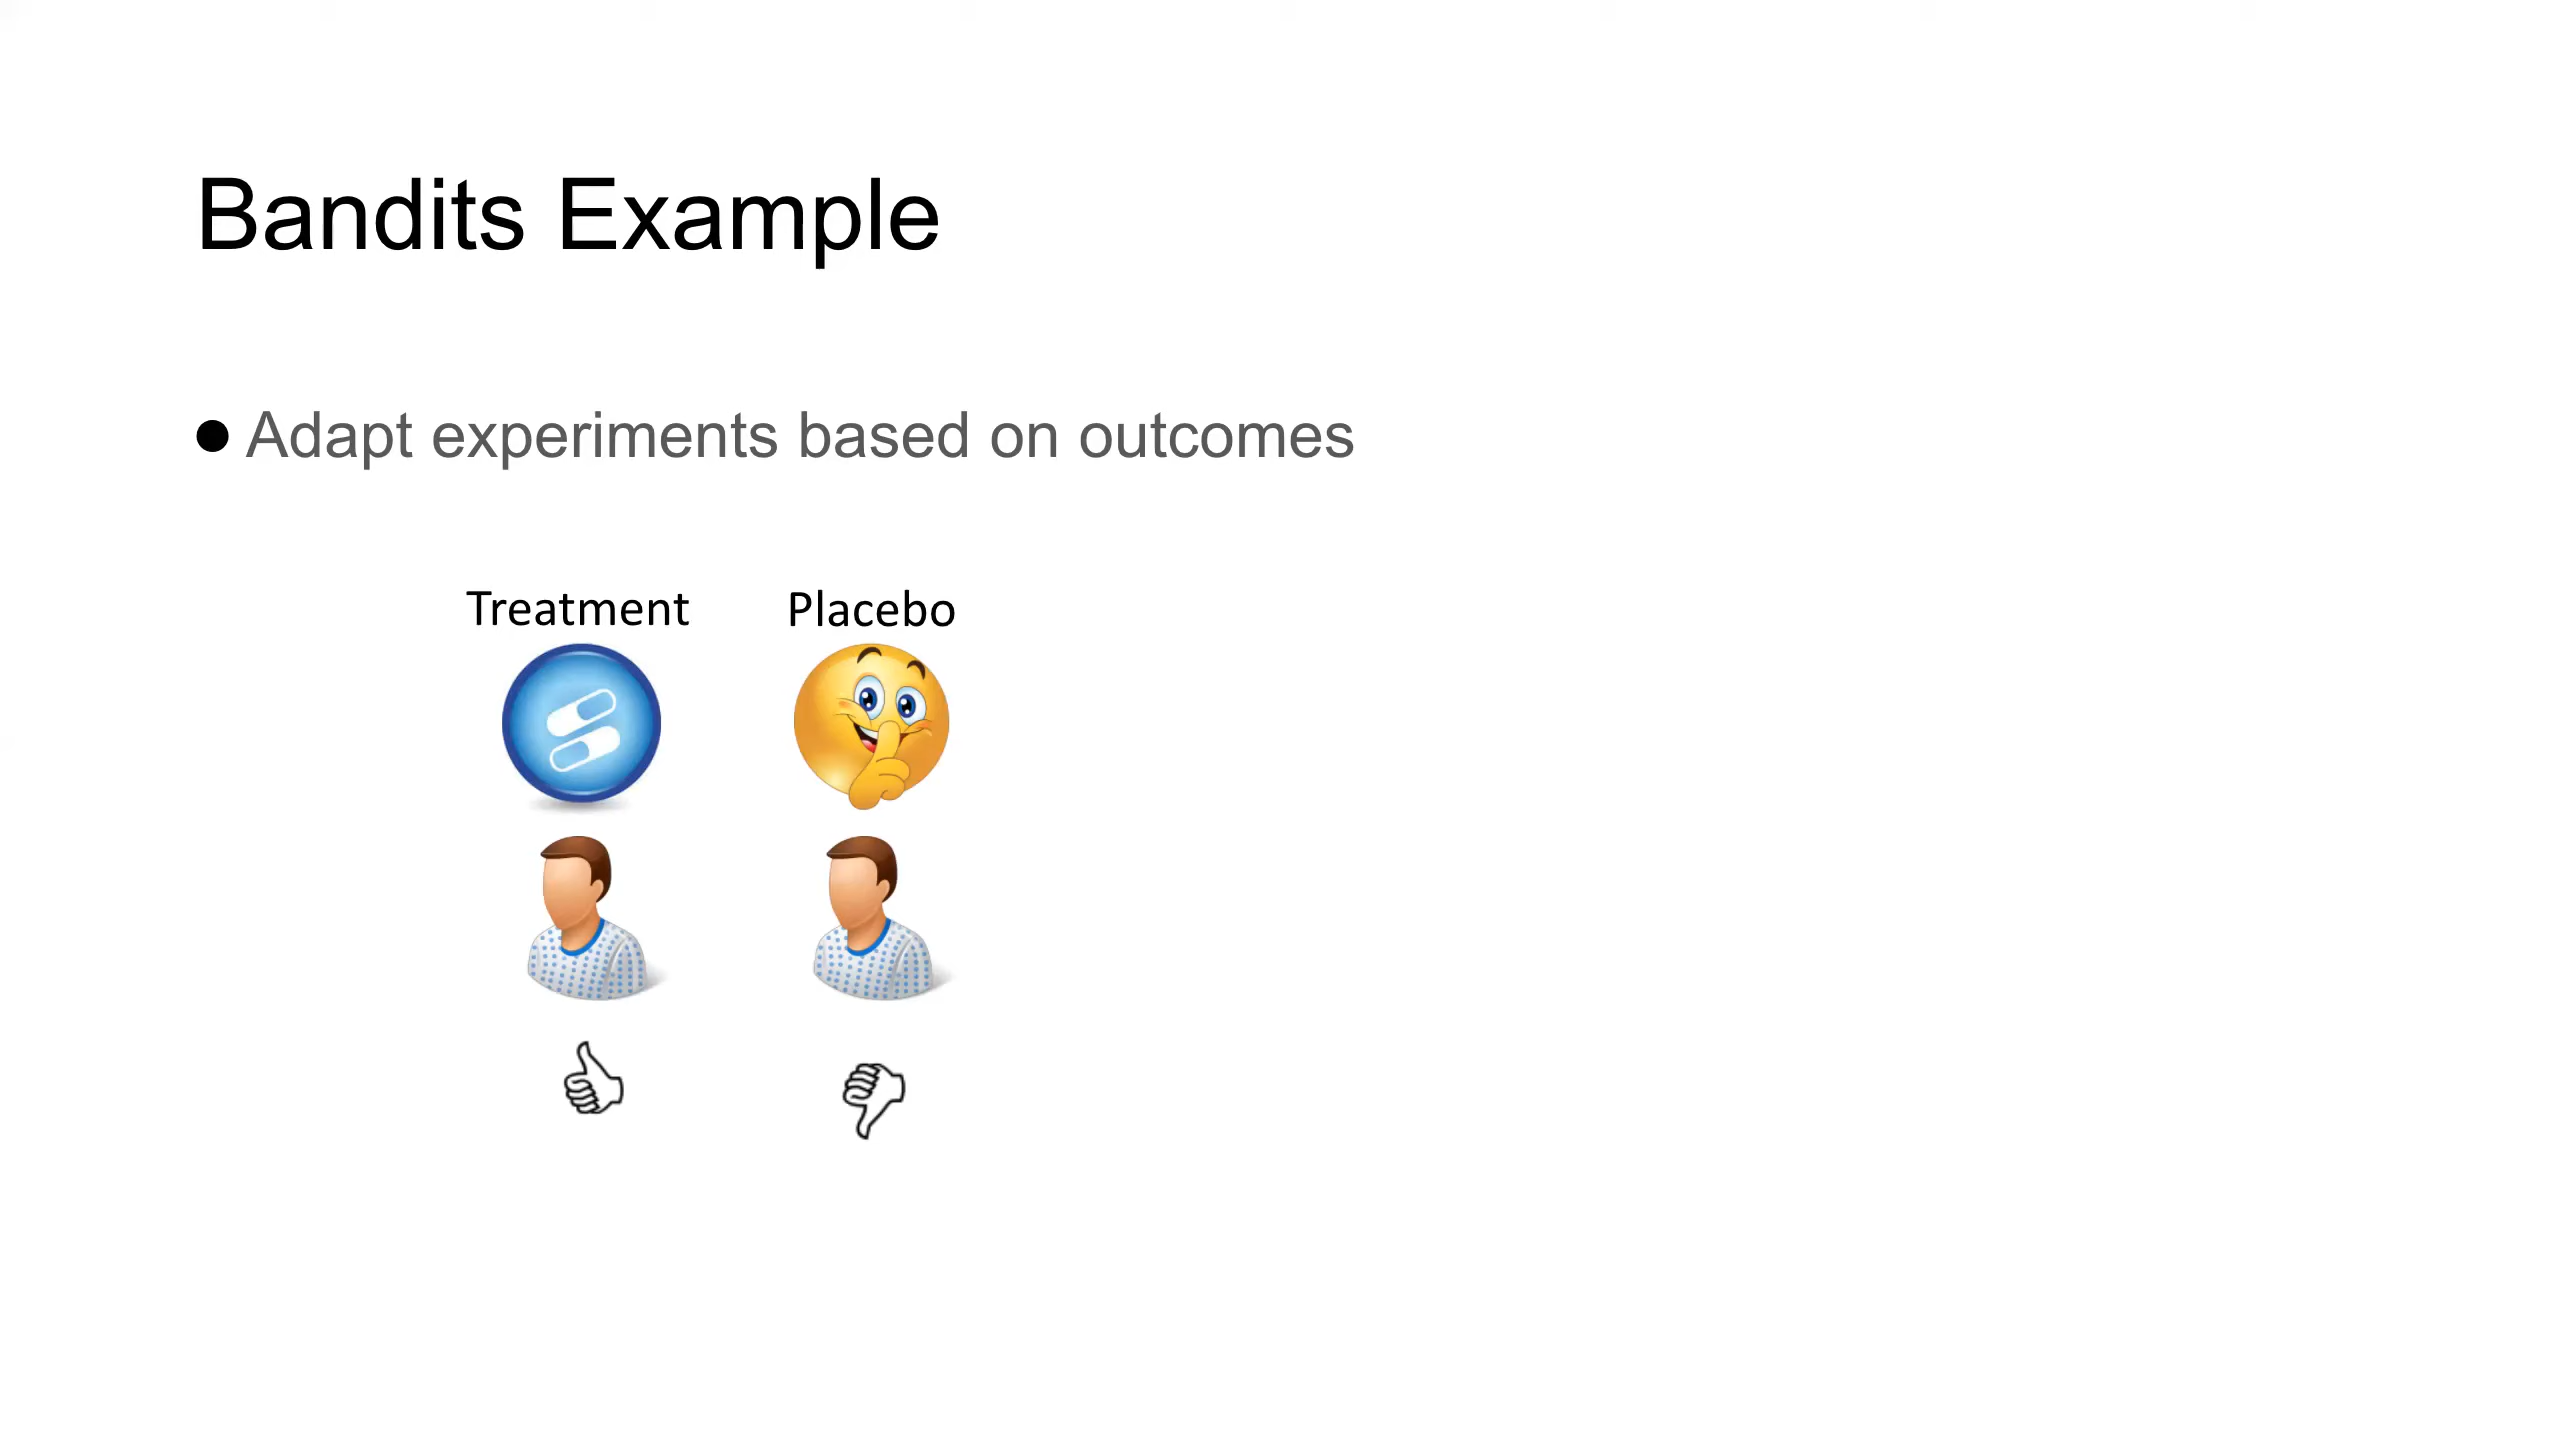 Bandits Example
● Adapt experiments based on outcomes
Treatment Placebo